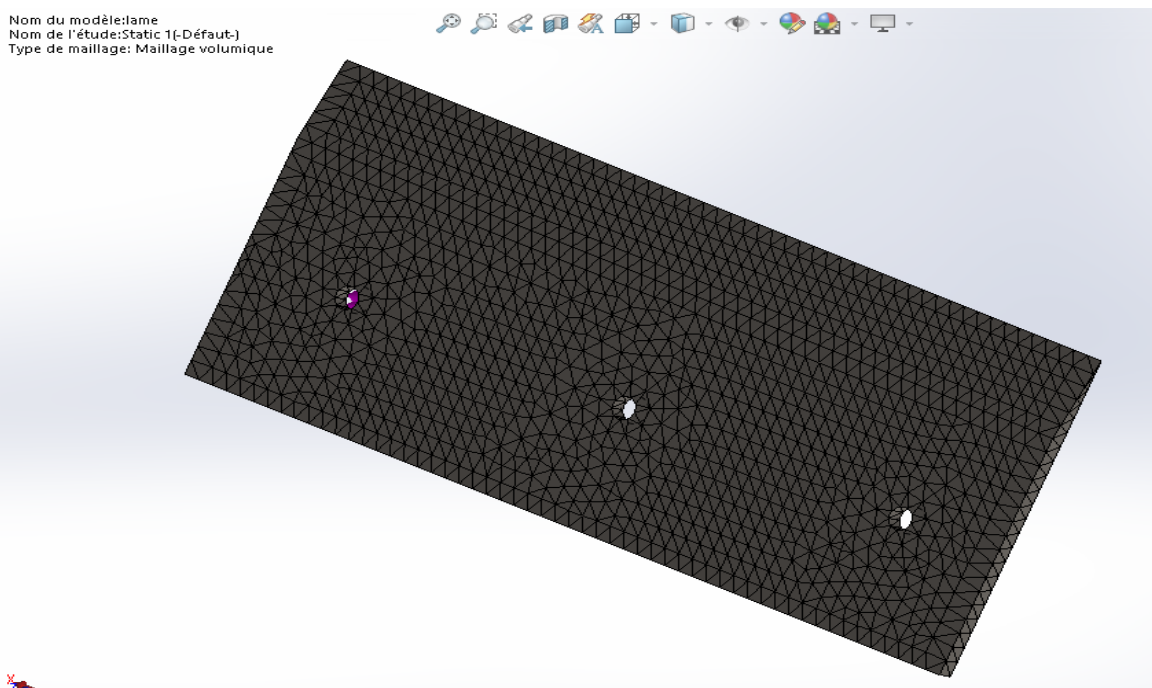 Nom du modèle:lame
Nom de l'étude:Static 1(-Défaut-)
Type de maillage: Maillage volumique
X